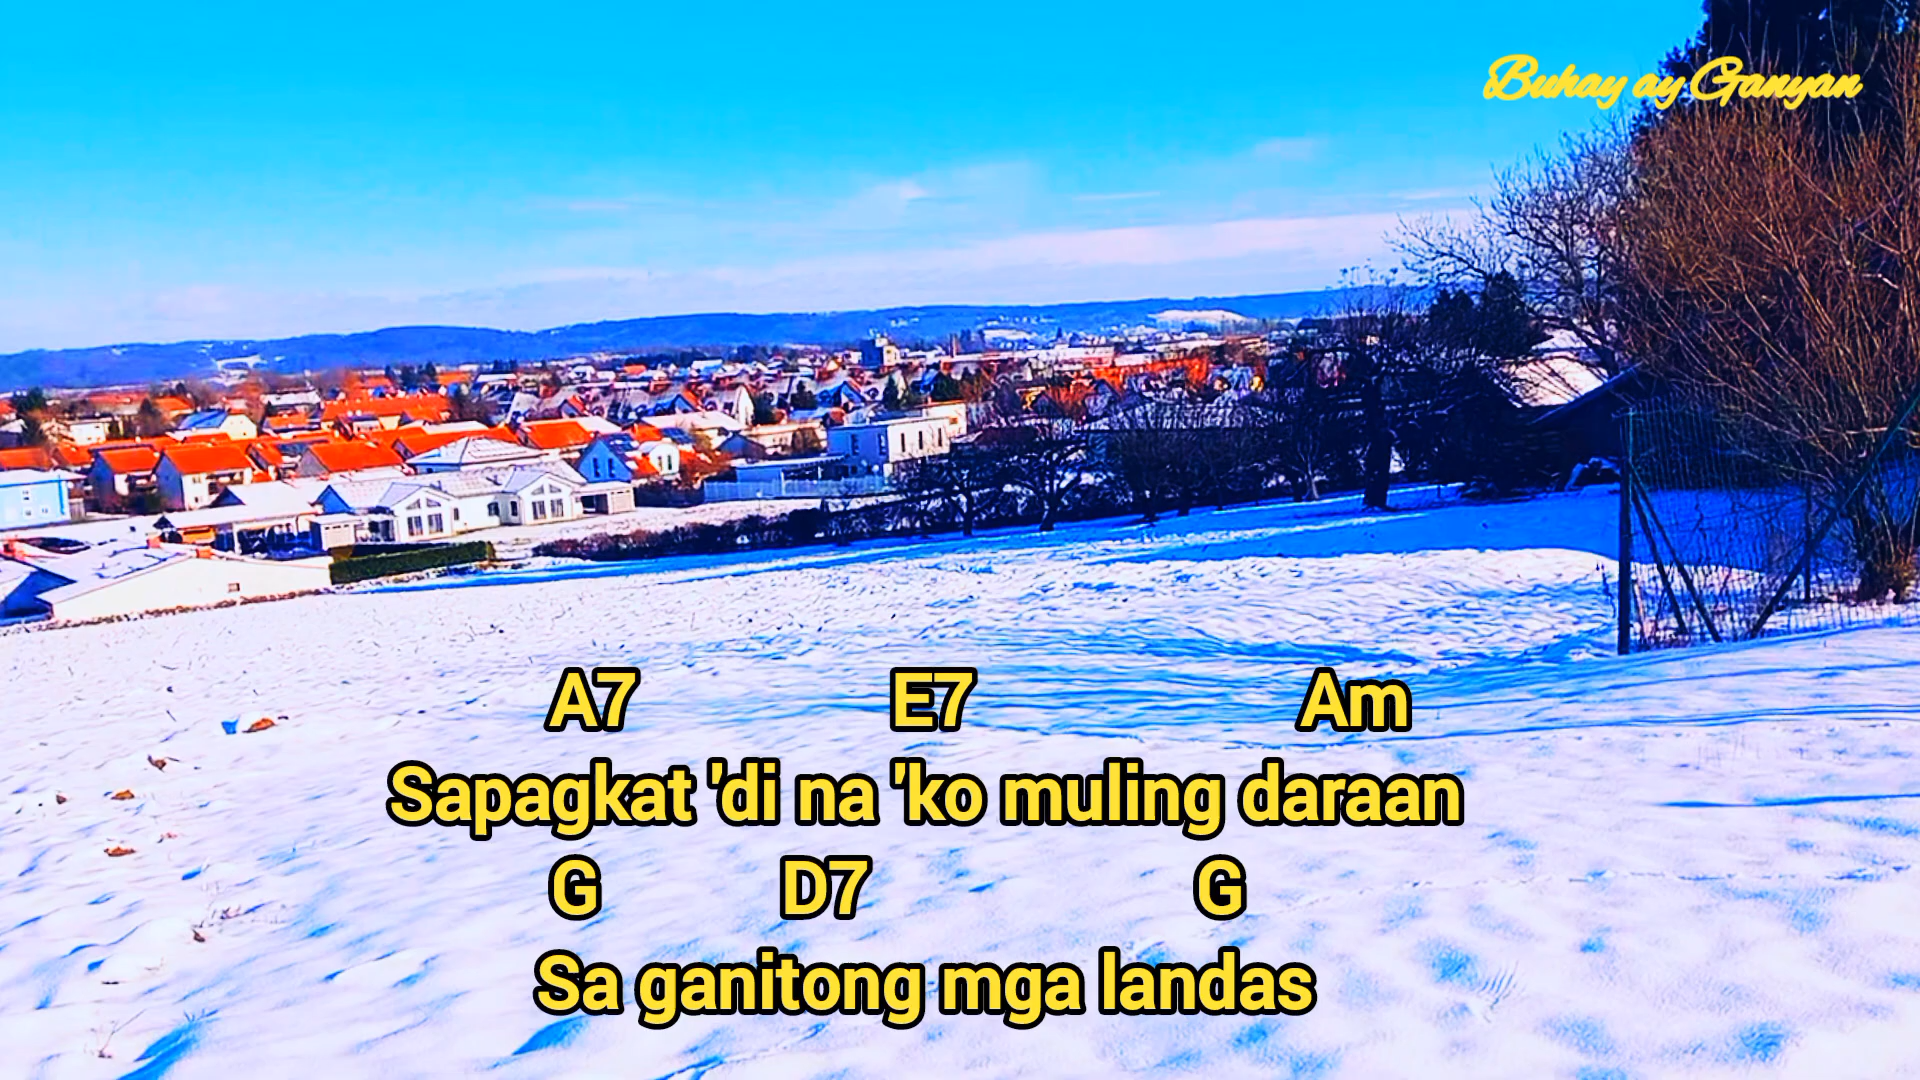 Buhay ay Ganyan
A7 E7 Am
Sapagkat 'di na 'ko muling daraan
G D7 G
Sa ganitong mga landas